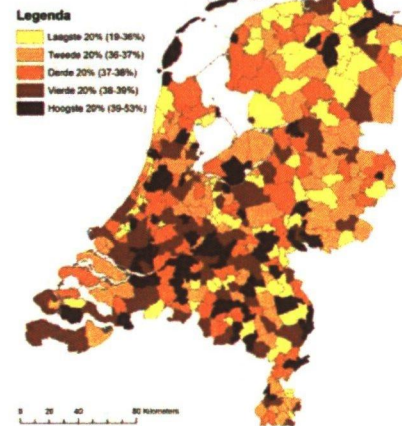 Legenda
Laagste 20% (19-36%)
Tweede 20% (36-37%)
Derde 20% (37-38%)
Vierde 20% (38-39%)
Hoogste 20% (39-53%)
0 20 40 80 Kilometers